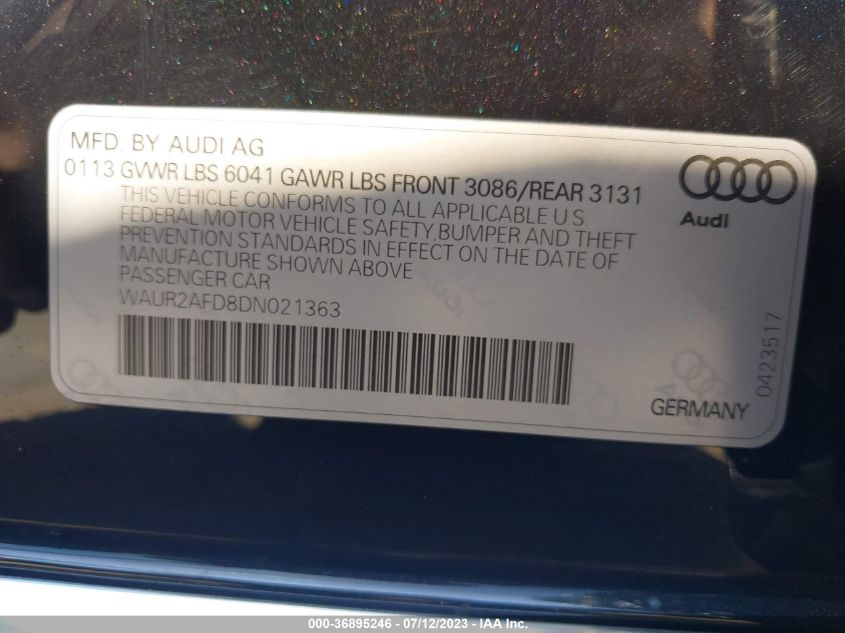 MFD. BY AUDI AG
0113 GVWR LBS 6041 GAWR LBS FRONT 3086/REAR 3131
THIS VEHICLE CONFORMS TO ALL APPLICABLE U.S.
FEDERAL MOTOR VEHICLE SAFETY,BUMPER AND THEFT
PREVENTION STANDARDS IN EFFECT ON THE DATE OF
MANUFACTURE SHOWN ABOVE
PASSENGER CAR
WAUR2AFD8DN021363
Audi
0423517
GERMANY
000-36895246 - 07/12/2023 - IAA Inc.